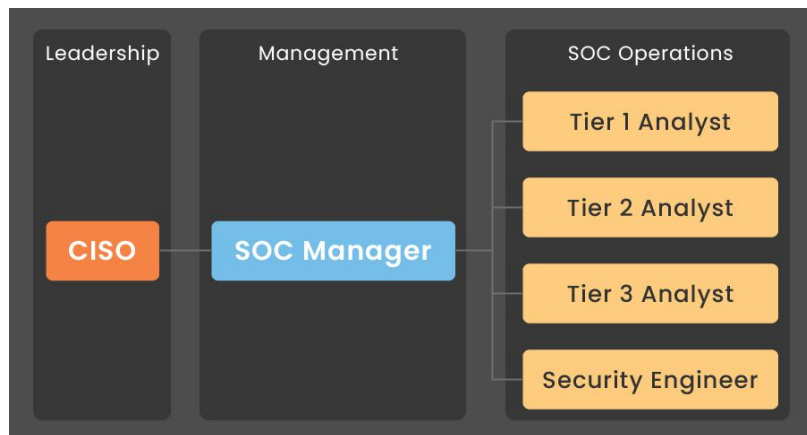 Leadership
Management
SOC Operations
CISO
SOC Manager
Tier 1 Analyst
Tier 2 Analyst
Tier 3 Analyst
Security Engineer